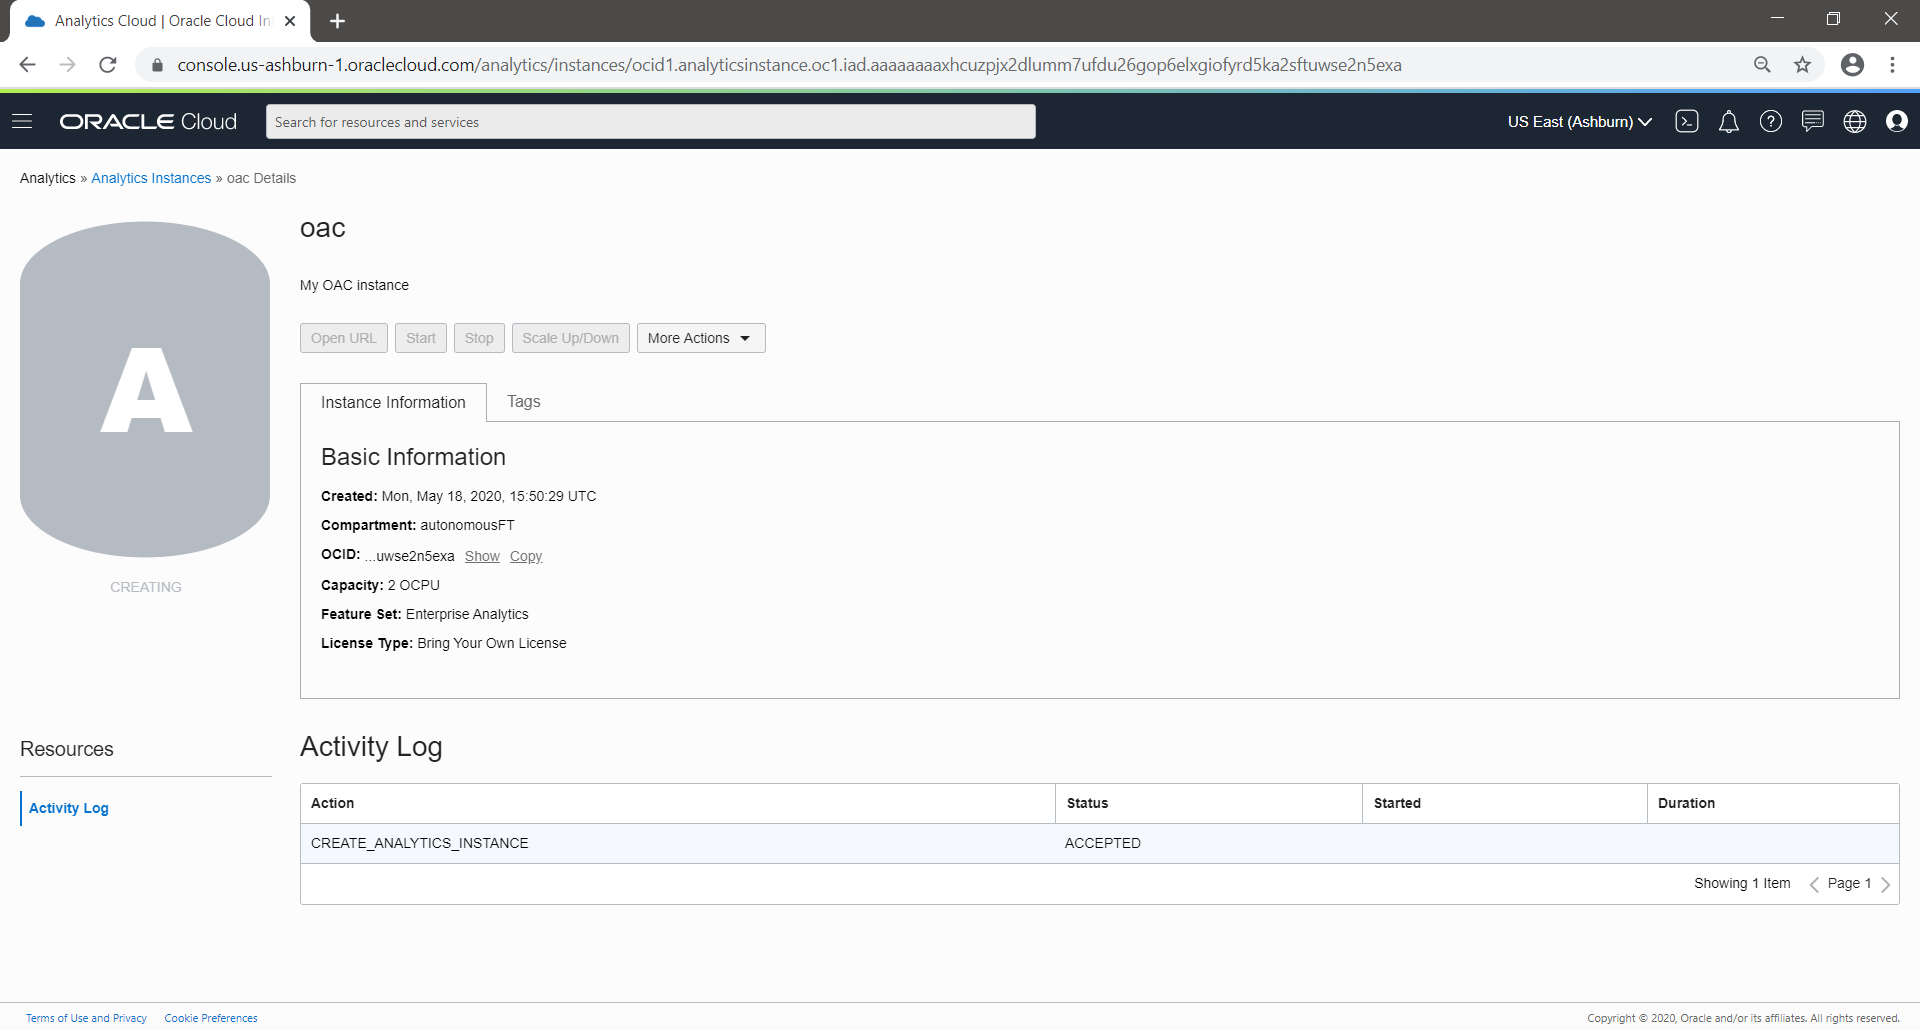 Analytics Cloud | Oracle Cloud In
console.us-ashburn-1.oraclecloud.com/analytics/instances/ocid1.analyticsinstance.oc1.iad.aaaaaaaaxhcuzpjx2dlumm7ufdu26gop6elxgiofyrd5ka2sftuwse2n5exa
ORACLE Cloud
Search for resources and services
US East (Ashburn)
Analytics » Analytics Instances » oac Details
A
CREATING
oac
My OAC instance
Open URL Start Stop Scale Up/Down More Actions
Instance Information Tags
Basic Information
Created: Mon, May 18, 2020, 15:50:29 UTC
Compartment: autonomousFT
OCID: ...uwse2n5exa Show Copy
Capacity: 2 OCPU
Feature Set: Enterprise Analytics
License Type: Bring Your Own License
Resources
Activity Log
Activity Log
Action Status Started Duration
CREATE_ANALYTICS_INSTANCE ACCEPTED
Showing 1 Item Page 1
Terms of Use and Privacy Cookie Preferences
Copyright © 2020, Oracle and/or its affiliates. All rights reserved.